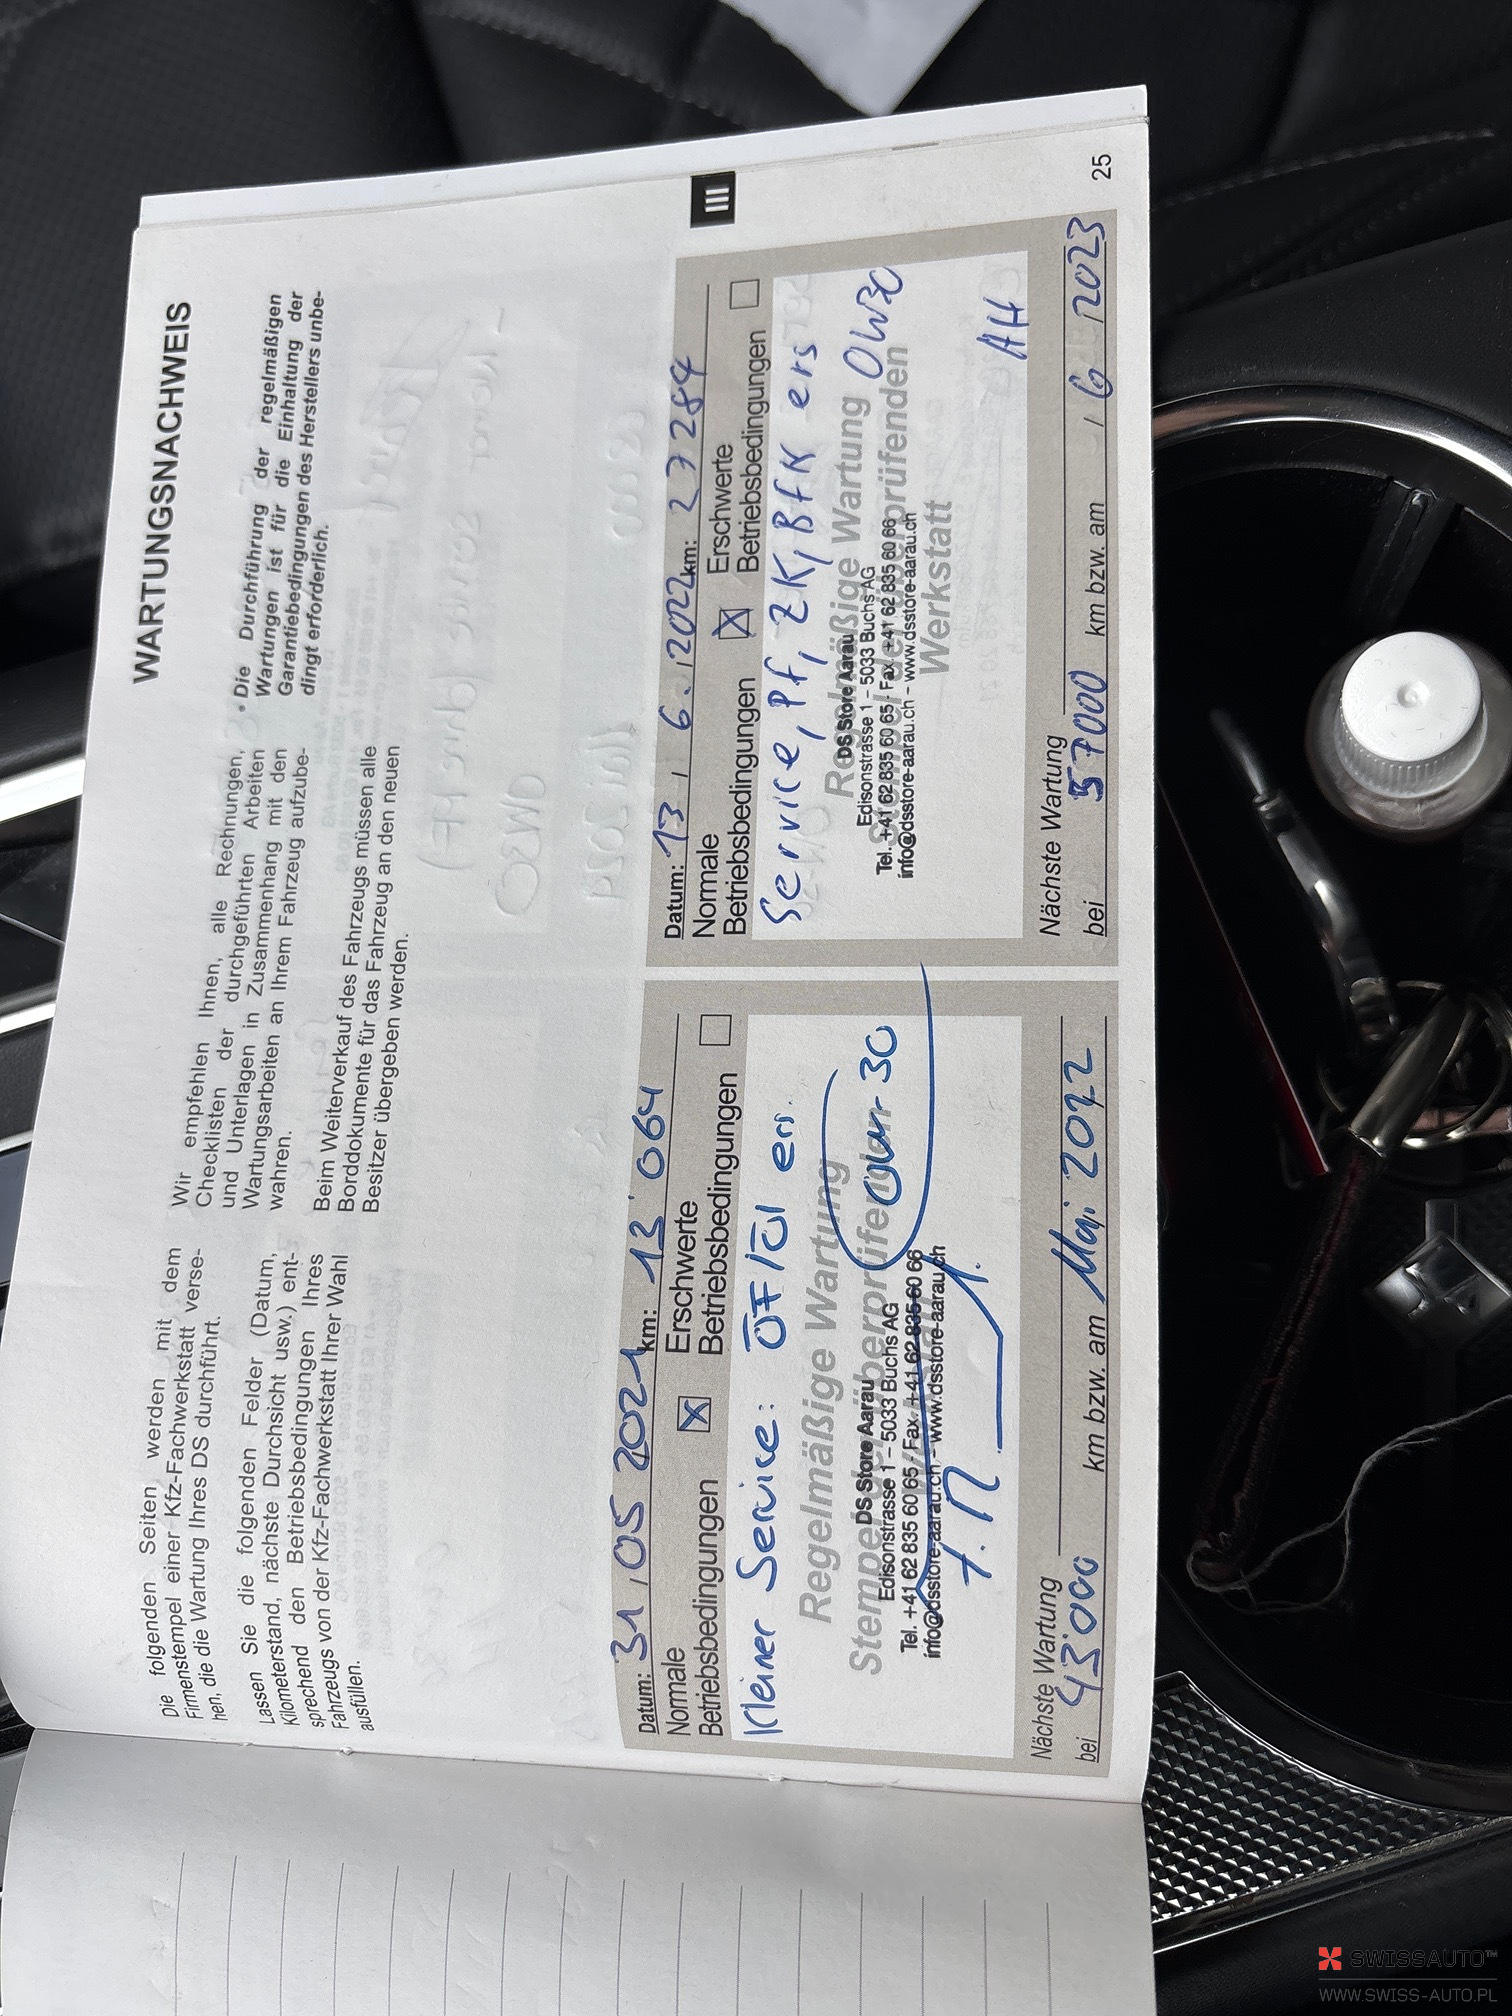 WARTUNGSNACHWEIS
Die folgenden Seiten werden mit dem
Firmenstempel einer Kfz-Fachwerkstatt verse-
hen, die die Wartung Ihres DS durchführt.
Lassen Sie die folgenden Felder (Datum,
Kilometerstand, nächste Durchsicht usw.) ent-
sprechend den Betriebsbedingungen Ihres
Fahrzeugs von der Kfz-Fachwerkstatt Ihrer Wahl
ausfüllen.
Wir empfehlen Ihnen, alle Rechnungen,
Checklisten der durchgeführten Arbeiten
und Unterlagen in Zusammenhang mit den
Wartungsarbeiten an Ihrem Fahrzeug aufzube-
wahren.
Beim Weiterverkauf des Fahrzeugs müssen alle
Borddokumente für das Fahrzeug an den neuen
Besitzer übergeben werden.
• Die Durchführung der regelmäßigen
Wartungen ist für die Einhaltung der
Garantiebedingungen des Herstellers unbe-
dingt erforderlich.
Datum: 31.05 2021 km: 13'064
Normale
Betriebsbedingungen
Erschwerte
Betriebsbedingungen
Kleiner Service: ÖF/Öl ers.
Regelmäßige Wartung
30
DS Store Aarau
Edisonstrasse 1 – 5033 Buchs AG
Tel. +41 62 835 60 65 / Fax +41 62 835 60 66
info@dsstore-aarau.ch – www.dsstore-aarau.ch
Nächste Wartung
bei 43'000 km bzw. am Mai 2022
Datum: 13 / 6. / 2022 km: 27284
Normale
Betriebsbedingungen
Erschwerte
Betriebsbedingungen
Service, Pf, ZK, BfK ers
Regelmäßige Wartung 0W30
DS Store Aarau
Edisonstrasse 1 – 5033 Buchs AG
Tel. +41 62 835 60 65 - Fax +41 62 835 60 66
info@dsstore-aarau.ch – www.dsstore-aarau.ch
Werkstatt
AH
Nächste Wartung
bei 57000 km bzw. am / 6 / 2023
III
25
SWISSAUTO™
WWW.SWISS-AUTO.PL